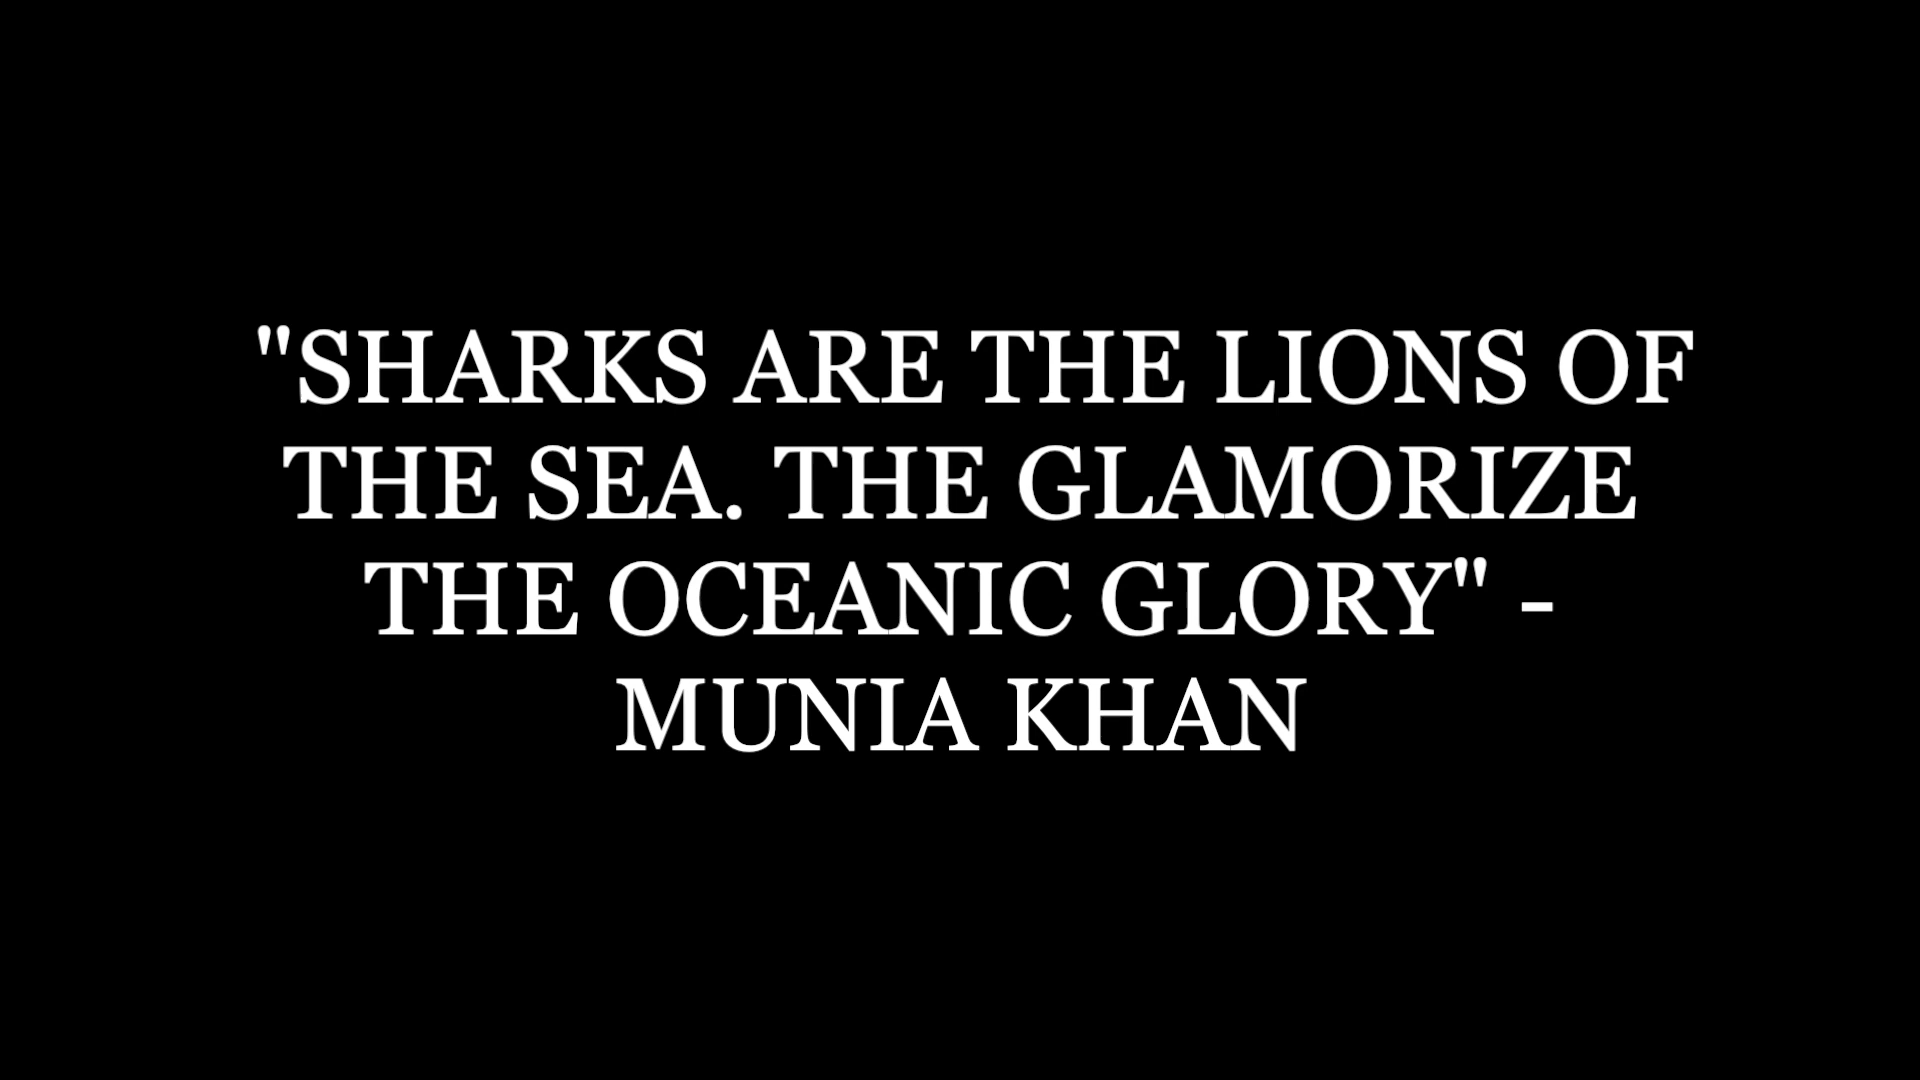 "SHARKS ARE THE LIONS OF
THE SEA. THE GLAMORIZE
THE OCEANIC GLORY" -
MUNIA KHAN